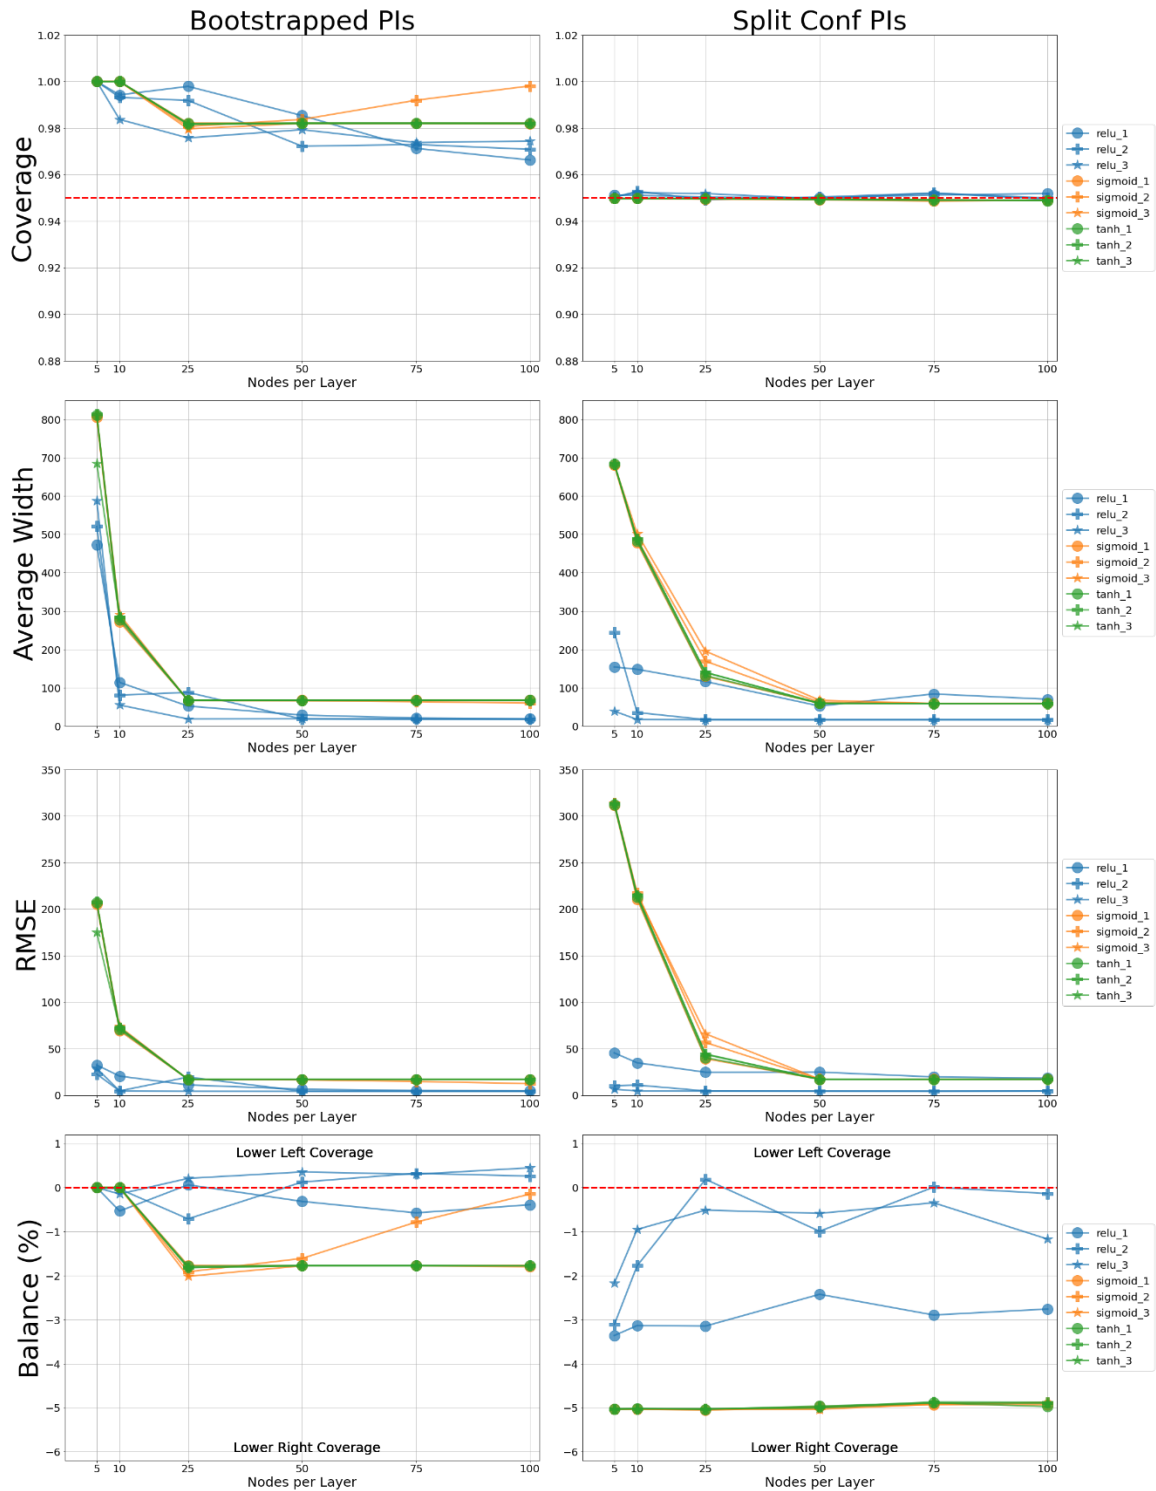 Bootstrapped PIs
Split Conf PIs
Coverage
1.02
1.00
0.98
0.96
0.94
0.92
0.90
0.88
5 10 25 50 75 100
Nodes per Layer
1.02
1.00
0.98
0.96
0.94
0.92
0.90
0.88
5 10 25 50 75 100
Nodes per Layer
relu_1
relu_2
relu_3
sigmoid_1
sigmoid_2
sigmoid_3
tanh_1
tanh_2
tanh_3
Average Width
800
700
600
500
400
300
200
100
0
5 10 25 50 75 100
Nodes per Layer
800
700
600
500
400
300
200
100
0
5 10 25 50 75 100
Nodes per Layer
relu_1
relu_2
relu_3
sigmoid_1
sigmoid_2
sigmoid_3
tanh_1
tanh_2
tanh_3
RMSE
350
300
250
200
150
100
50
0
5 10 25 50 75 100
Nodes per Layer
350
300
250
200
150
100
50
0
5 10 25 50 75 100
Nodes per Layer
relu_1
relu_2
relu_3
sigmoid_1
sigmoid_2
sigmoid_3
tanh_1
tanh_2
tanh_3
Balance (%)
1
0
−1
−2
−3
−4
−5
−6
Lower Left Coverage
Lower Right Coverage
5 10 25 50 75 100
Nodes per Layer
1
0
−1
−2
−3
−4
−5
−6
Lower Left Coverage
Lower Right Coverage
5 10 25 50 75 100
Nodes per Layer
relu_1
relu_2
relu_3
sigmoid_1
sigmoid_2
sigmoid_3
tanh_1
tanh_2
tanh_3